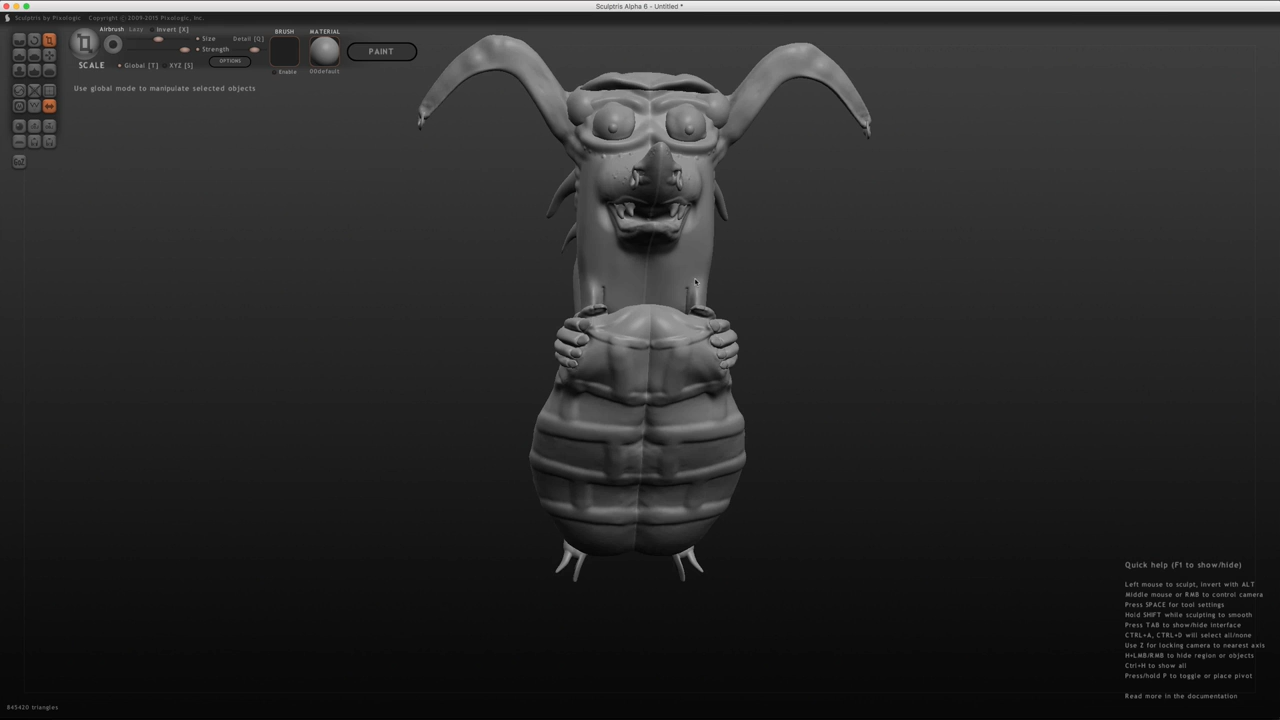 Sculptris Alpha 6 - Untitled *
Sculptris by Pixologic Copyright © 2009-2015 Pixalogic, Inc.
Airbrush Lazy Invert [X]
Size Detail [Q]
Strength
SCALE Global [T] XYZ [S] OPTIONS
BRUSH
Enable
MATERIAL
00default
PAINT
Use global mode to manipulate selected objects
GoZ
Quick help (F1 to show/hide)
Left mouse to sculpt, invert with ALT
Middle mouse or RMB to control camera
Press SPACE for tool settings
Hold SHIFT while sculpting to smooth
Press TAB to show/hide interface
CTRL+A, CTRL+D will select all/none
Use Z for locking camera to nearest axis
H+LMB/RMB to hide region or objects
Ctrl+H to show all
Press/hold P to toggle or place pivot
Read more in the documentation
845420 triangles